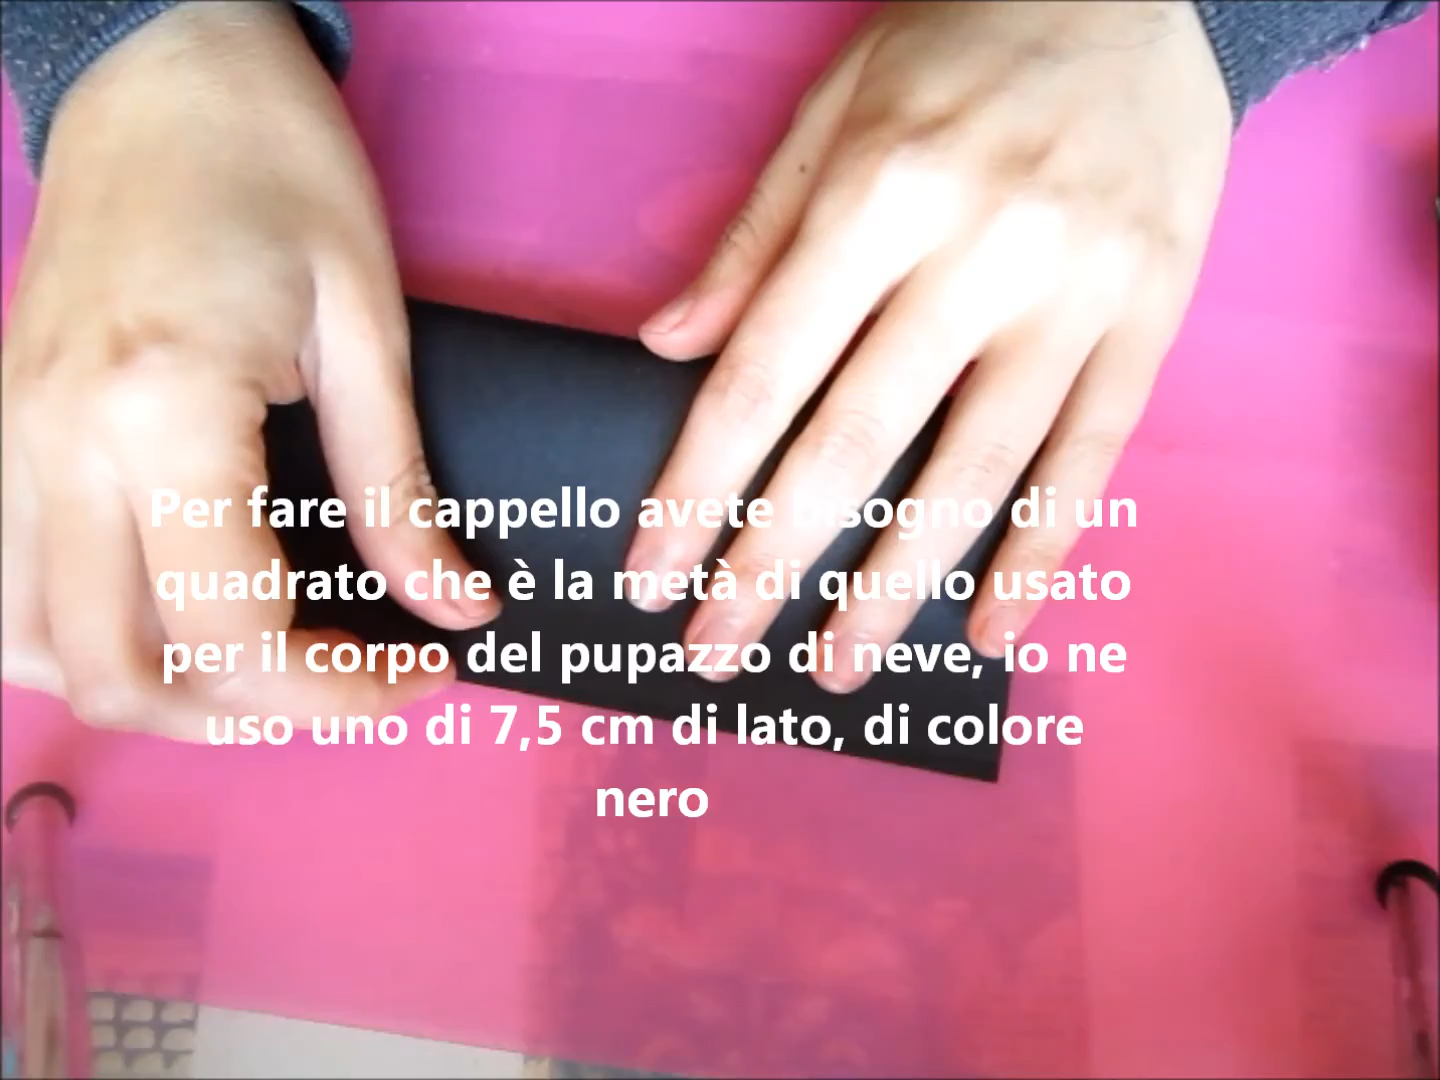 Per fare il cappello avete bisogno di un
quadrato che è la metà di quello usato
per il corpo del pupazzo di neve, io ne
uso uno di 7,5 cm di lato, di colore
nero